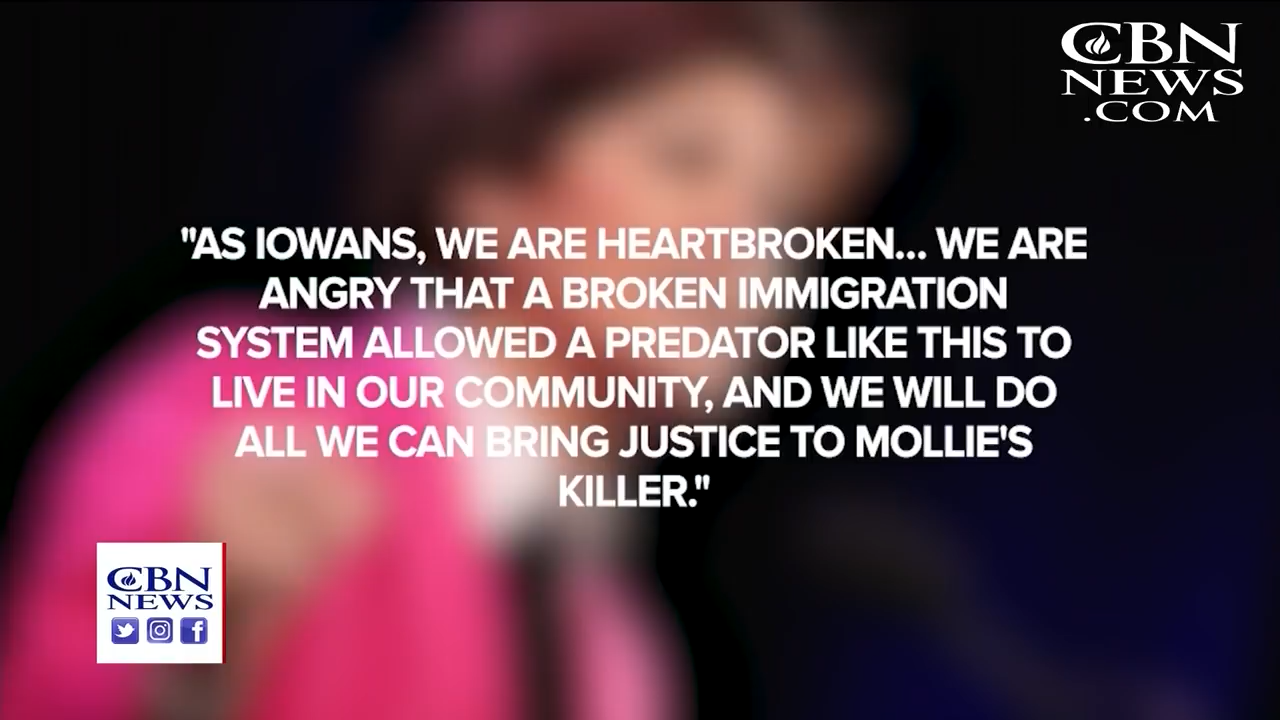 CBN
NEWS
.COM
"AS IOWANS, WE ARE HEARTBROKEN... WE ARE
ANGRY THAT A BROKEN IMMIGRATION
SYSTEM ALLOWED A PREDATOR LIKE THIS TO
LIVE IN OUR COMMUNITY, AND WE WILL DO
ALL WE CAN BRING JUSTICE TO MOLLIE'S
KILLER."
CBN
NEWS